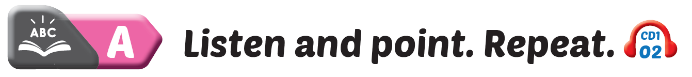 ABC A Listen and point. Repeat. CD1
02